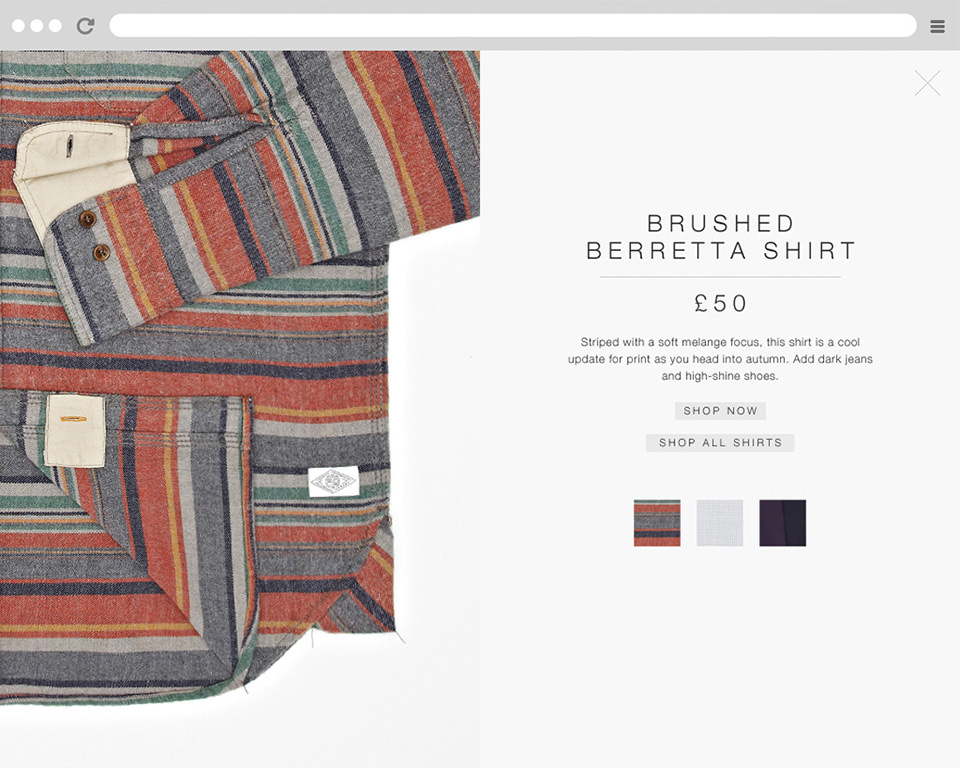 BRUSHED
BERRETTA SHIRT
£50
Striped with a soft melange focus, this shirt is a cool
update for print as you head into autumn. Add dark jeans
and high-shine shoes.
SHOP NOW
SHOP ALL SHIRTS